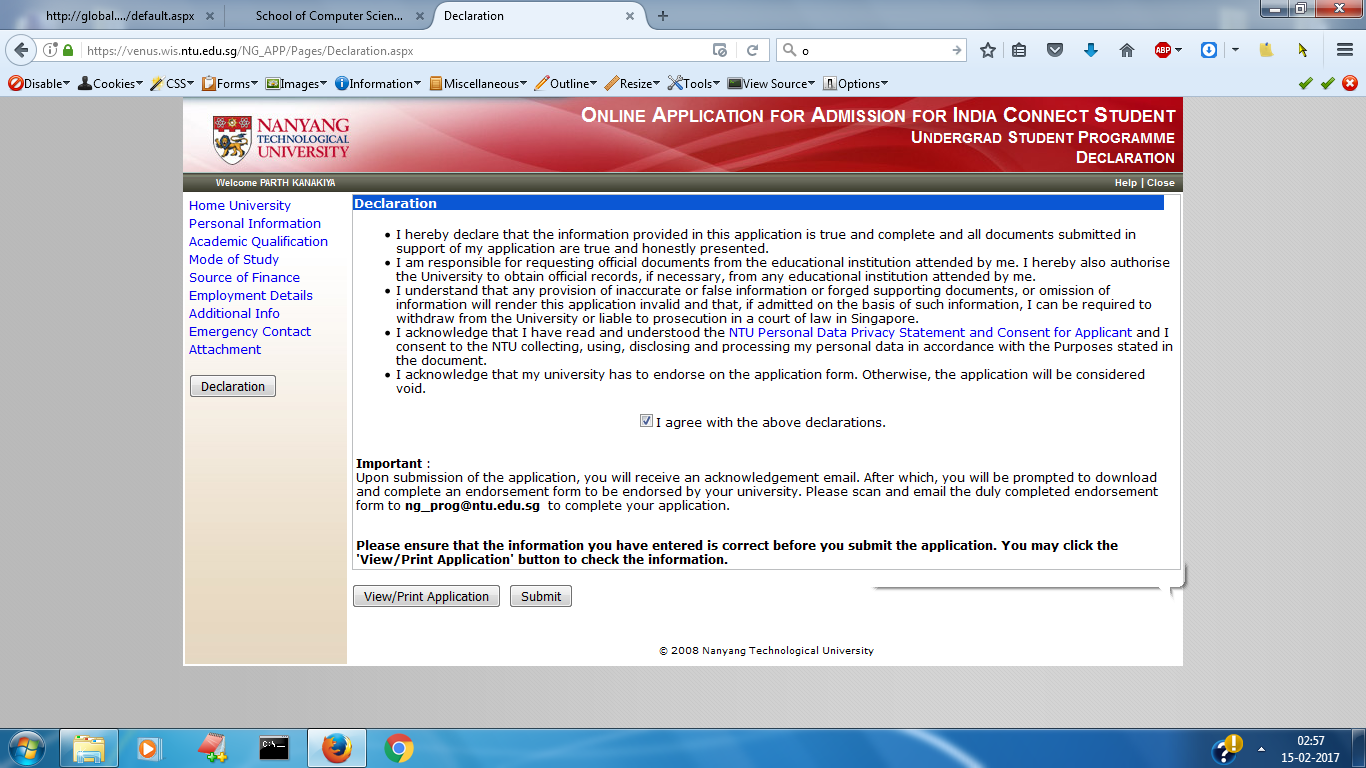 http://global..../default.aspx
School of Computer Scien...
Declaration
https://venus.wis.ntu.edu.sg/NG_APP/Pages/Declaration.aspx
o
ABP
Disable Cookies CSS Forms Images Information Miscellaneous Outline Resize Tools View Source Options
NANYANG
TECHNOLOGICAL
UNIVERSITY
ONLINE APPLICATION FOR ADMISSION FOR INDIA CONNECT STUDENT
UNDERGRAD STUDENT PROGRAMME
DECLARATION
Welcome PARTH KANAKIYA
Help | Close
Home University
Personal Information
Academic Qualification
Mode of Study
Source of Finance
Employment Details
Additional Info
Emergency Contact
Attachment
Declaration
Declaration
• I hereby declare that the information provided in this application is true and complete and all documents submitted in
support of my application are true and honestly presented.
• I am responsible for requesting official documents from the educational institution attended by me. I hereby also authorise
the University to obtain official records, if necessary, from any educational institution attended by me.
• I understand that any provision of inaccurate or false information or forged supporting documents, or omission of
information will render this application invalid and that, if admitted on the basis of such information, I can be required to
withdraw from the University or liable to prosecution in a court of law in Singapore.
• I acknowledge that I have read and understood the NTU Personal Data Privacy Statement and Consent for Applicant and I
consent to the NTU collecting, using, disclosing and processing my personal data in accordance with the Purposes stated in
the document.
• I acknowledge that my university has to endorse on the application form. Otherwise, the application will be considered
void.
I agree with the above declarations.
Important :
Upon submission of the application, you will receive an acknowledgement email. After which, you will be prompted to download
and complete an endorsement form to be endorsed by your university. Please scan and email the duly completed endorsement
form to ng_prog@ntu.edu.sg to complete your application.
Please ensure that the information you have entered is correct before you submit the application. You may click the
'View/Print Application' button to check the information.
View/Print Application
Submit
© 2008 Nanyang Technological University
C:\
02:57
15-02-2017